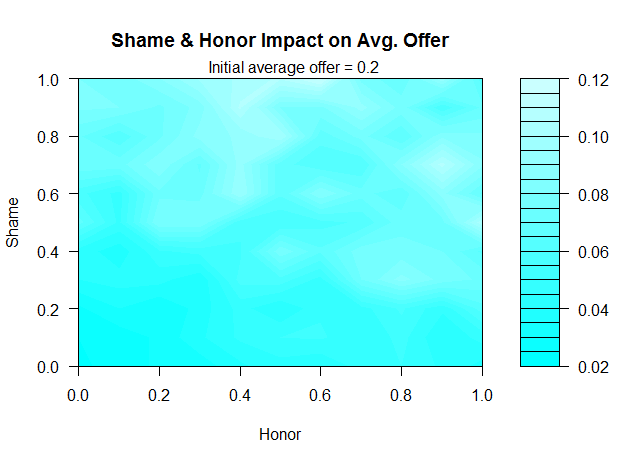 Shame & Honor Impact on Avg. Offer
Initial average offer = 0.2
1.0
0.8
0.6
0.4
0.2
0.0
Shame
0.0 0.2 0.4 0.6 0.8 1.0
Honor
0.12
0.10
0.08
0.06
0.04
0.02